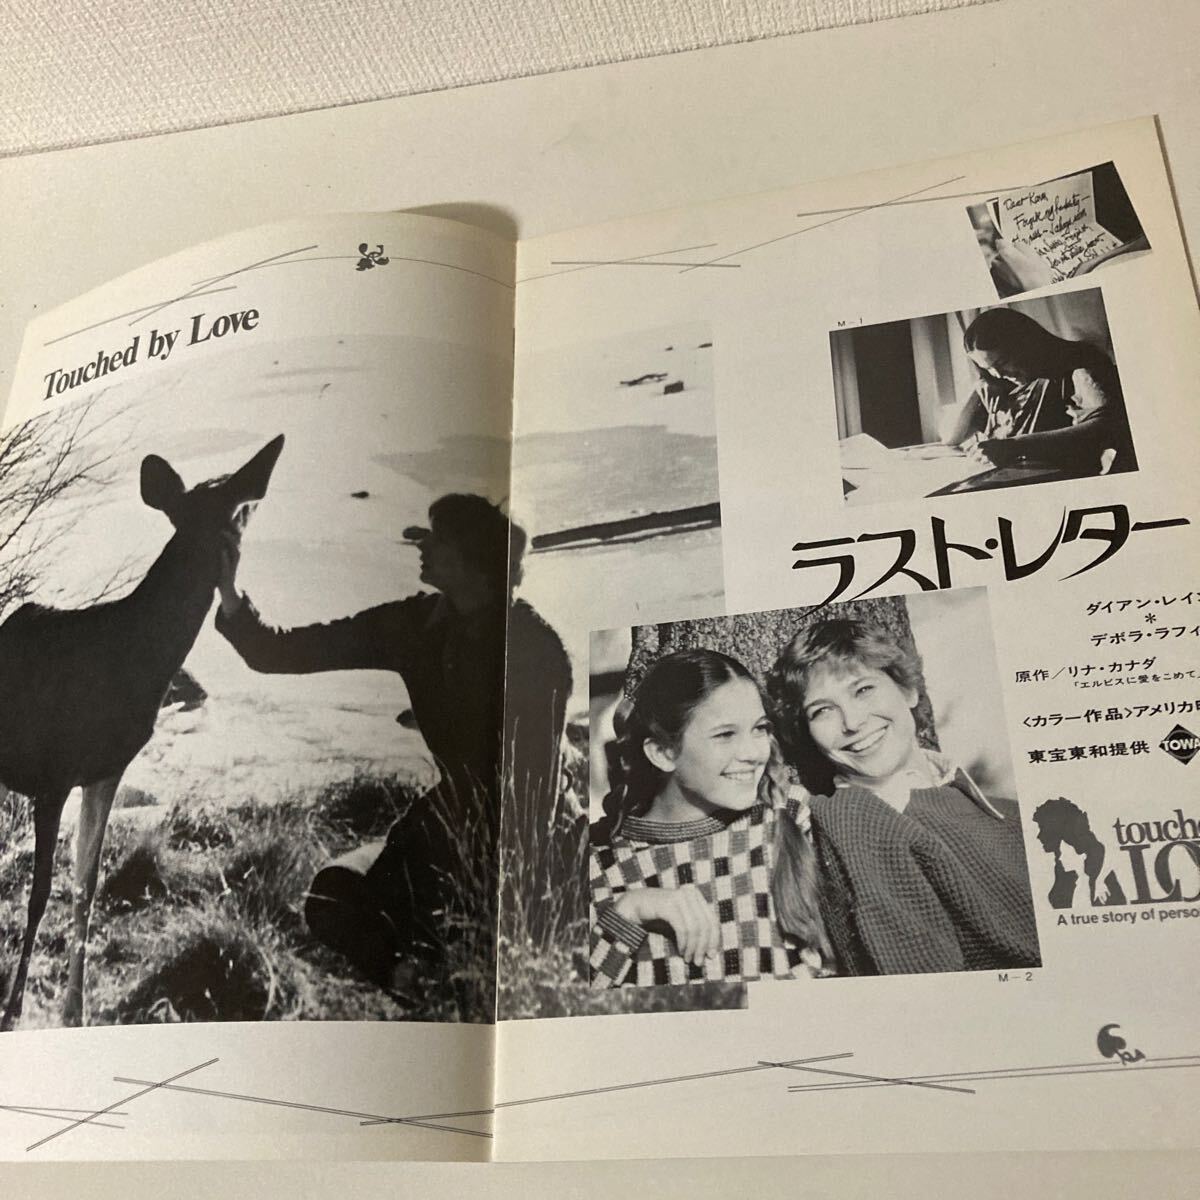 Touched by Love
Dear Karen
M－1
ラスト・レター
ダイアン・レイ
＊
デボラ・ラフィ
原作／リナ・カナダ
「エルビスに愛をこめて」
〈カラー作品〉アメリカ
東宝東和提供 TOWA
touche
LO
A true story of perso
M－2